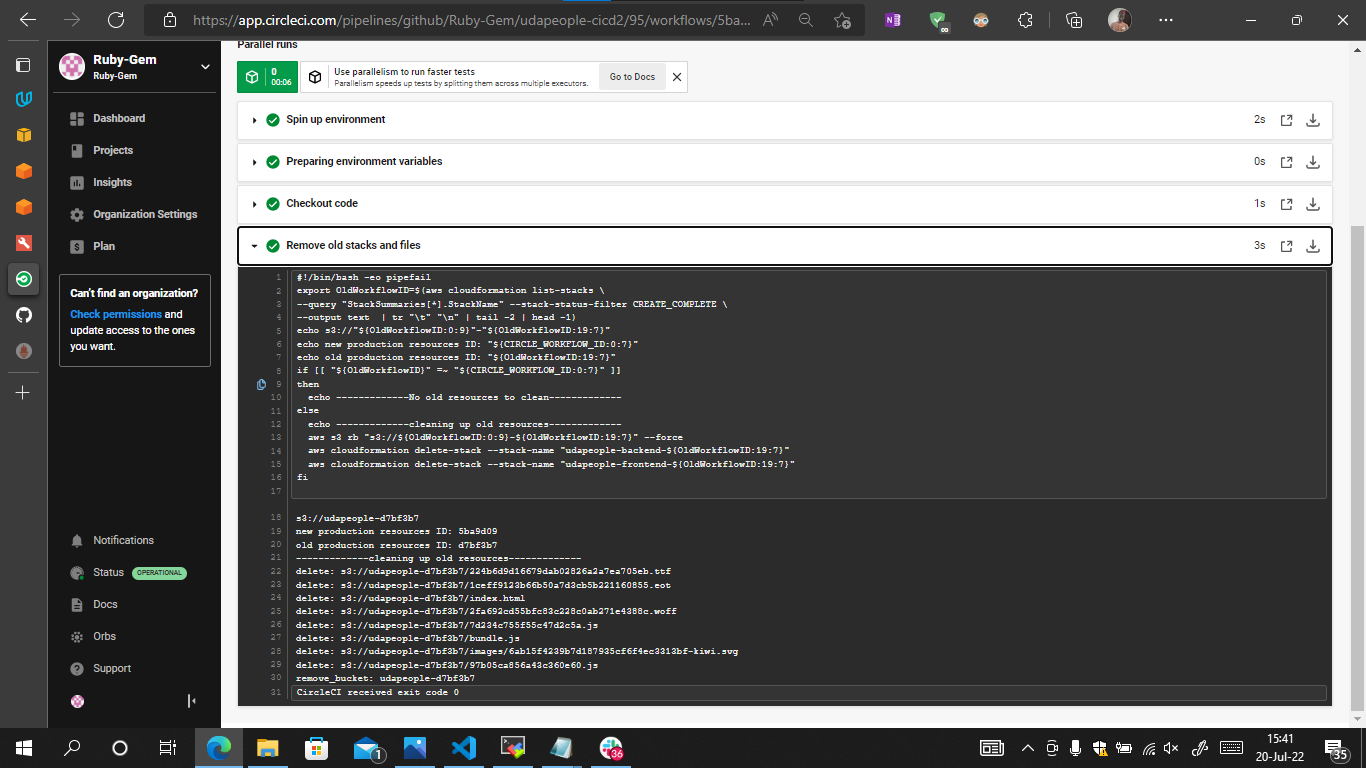 https://app.circleci.com/pipelines/github/Ruby-Gem/udapeople-cicd2/95/workflows/5ba...
Ruby-Gem
Ruby-Gem
Dashboard
Projects
Insights
Organization Settings
Plan
Can't find an organization?
Check permissions and
update access to the ones
you want.
Notifications
Status OPERATIONAL
Docs
Orbs
Support
Parallel runs
0
00:06
Use parallelism to run faster tests
Parallelism speeds up tests by splitting them across multiple executors.
Go to Docs
Spin up environment 2s
Preparing environment variables 0s
Checkout code 1s
Remove old stacks and files 3s
1 #!/bin/bash -eo pipefail
2 export OldWorkflowID=$(aws cloudformation list-stacks \
3 --query "StackSummaries[*].StackName" --stack-status-filter CREATE_COMPLETE \
4 --output text | tr "\t" "\n" | tail -2 | head -1)
5 echo s3://"${OldWorkflowID:0:9}"-"${OldWorkflowID:19:7}"
6 echo new production resources ID: "${CIRCLE_WORKFLOW_ID:0:7}"
7 echo old production resources ID: "${OldWorkflowID:19:7}"
8 if [[ "${OldWorkflowID}" =~ "${CIRCLE_WORKFLOW_ID:0:7}" ]]
9 then
10 echo -------------No old resources to clean-------------
11 else
12 echo -------------cleaning up old resources-------------
13 aws s3 rb "s3://${OldWorkflowID:0:9}-${OldWorkflowID:19:7}" --force
14 aws cloudformation delete-stack --stack-name "udapeople-backend-${OldWorkflowID:19:7}"
15 aws cloudformation delete-stack --stack-name "udapeople-frontend-${OldWorkflowID:19:7}"
16 fi
17
18 s3://udapeople-d7bf3b7
19 new production resources ID: 5ba9d09
20 old production resources ID: d7bf3b7
21 -------------cleaning up old resources-------------
22 delete: s3://udapeople-d7bf3b7/224b6d9d16679dab02826a2a7ea705eb.ttf
23 delete: s3://udapeople-d7bf3b7/1ceff9123b66b50a7d3cb5b221160855.eot
24 delete: s3://udapeople-d7bf3b7/index.html
25 delete: s3://udapeople-d7bf3b7/2fa692cd55bfc83c228c0ab271e4388c.woff
26 delete: s3://udapeople-d7bf3b7/7d234c755f55c47d2c5a.js
27 delete: s3://udapeople-d7bf3b7/bundle.js
28 delete: s3://udapeople-d7bf3b7/images/6ab15f4239b7d187935cf6f4ec3313bf-kiwi.svg
29 delete: s3://udapeople-d7bf3b7/97b05ca856a43c360e60.js
30 remove_bucket: udapeople-d7bf3b7
31 CircleCI received exit code 0
1
36
15:41
20-Jul-22
35